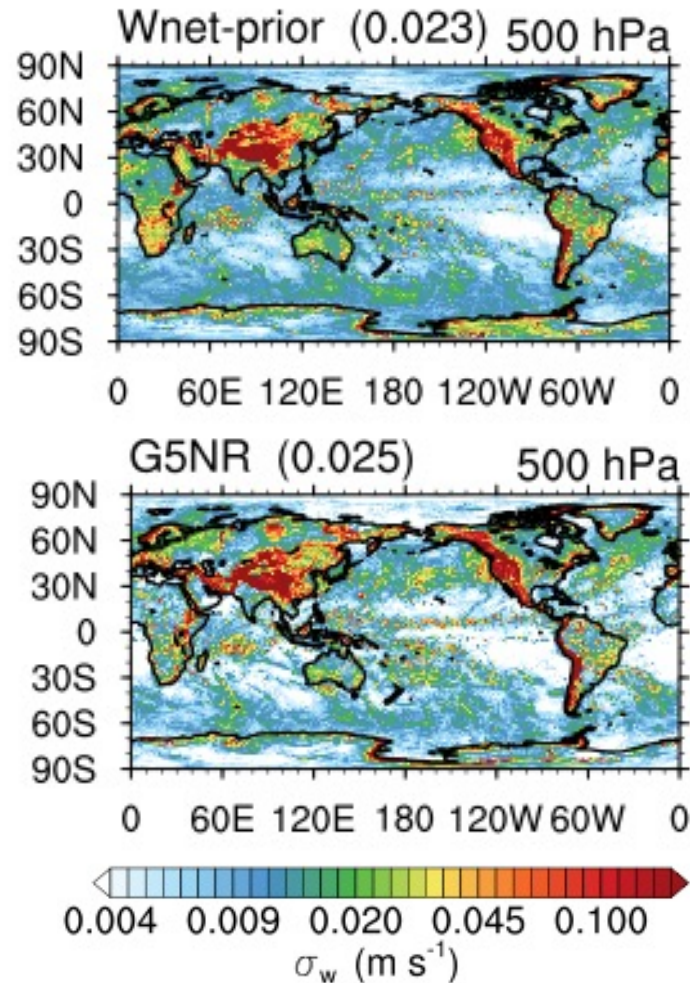 Wnet-prior (0.023) 500 hPa
90N
60N
30N
0
30S
60S
90S
0 60E 120E 180 120W 60W 0
G5NR (0.025) 500 hPa
90N
60N
30N
0
30S
60S
90S
0 60E 120E 180 120W 60W 0
0.004 0.009 0.020 0.045 0.100
σw (m s⁻¹)